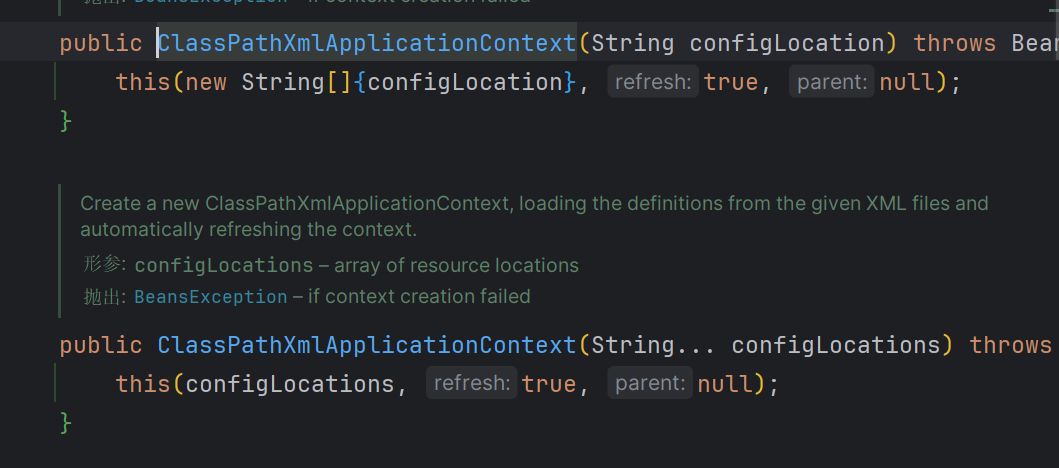 抛出: BeansException – if context creation failed
public ClassPathXmlApplicationContext(String configLocation) throws Bea
this(new String[]{configLocation}, refresh: true, parent: null);
}
Create a new ClassPathXmlApplicationContext, loading the definitions from the given XML files and
automatically refreshing the context.
形参: configLocations – array of resource locations
抛出: BeansException – if context creation failed
public ClassPathXmlApplicationContext(String... configLocations) throws
this(configLocations, refresh: true, parent: null);
}